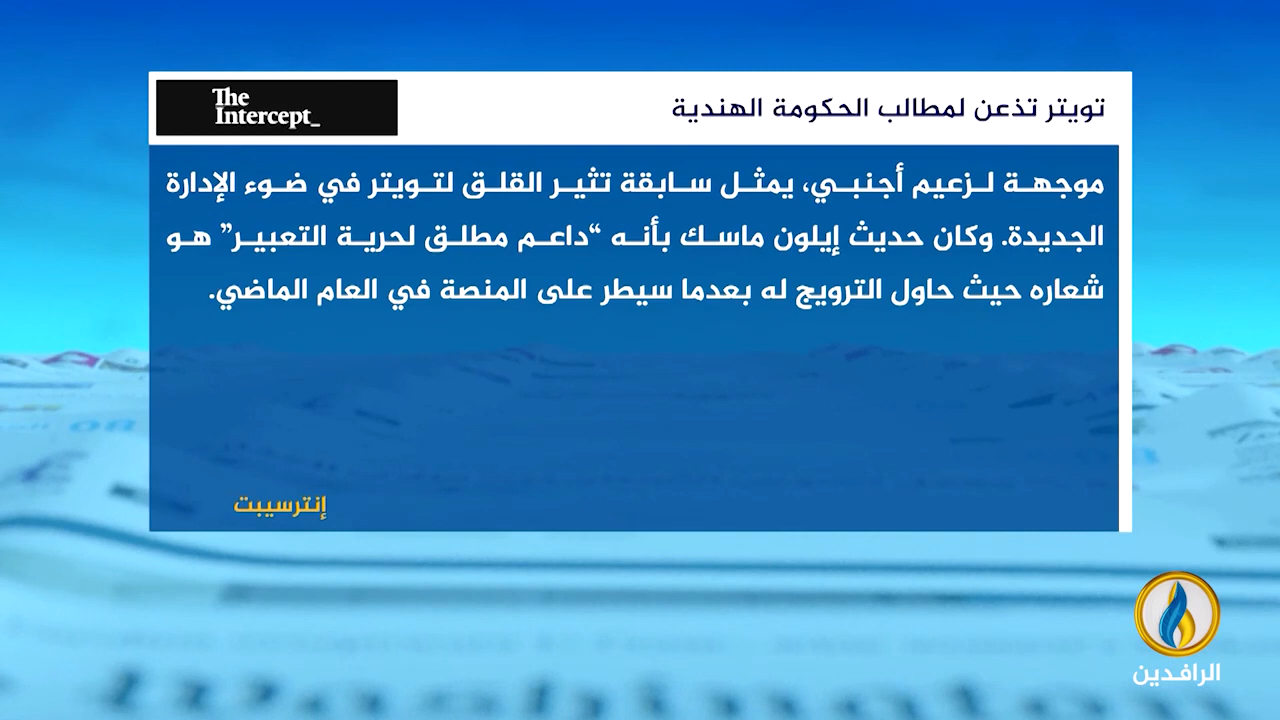 The
Intercept_
تويتر تذعن لمطالب الحكومة الهندية
موجهة لزعيم أجنبي، يمثل سابقة تثير القلق لتويتر في ضوء الإدارة
الجديدة. وكان حديث إيلون ماسك بأنه “داعم مطلق لحرية التعبير” هو
شعاره حيث حاول الترويج له بعدما سيطر على المنصة في العام الماضي.
إنترسيبت
الرافدين